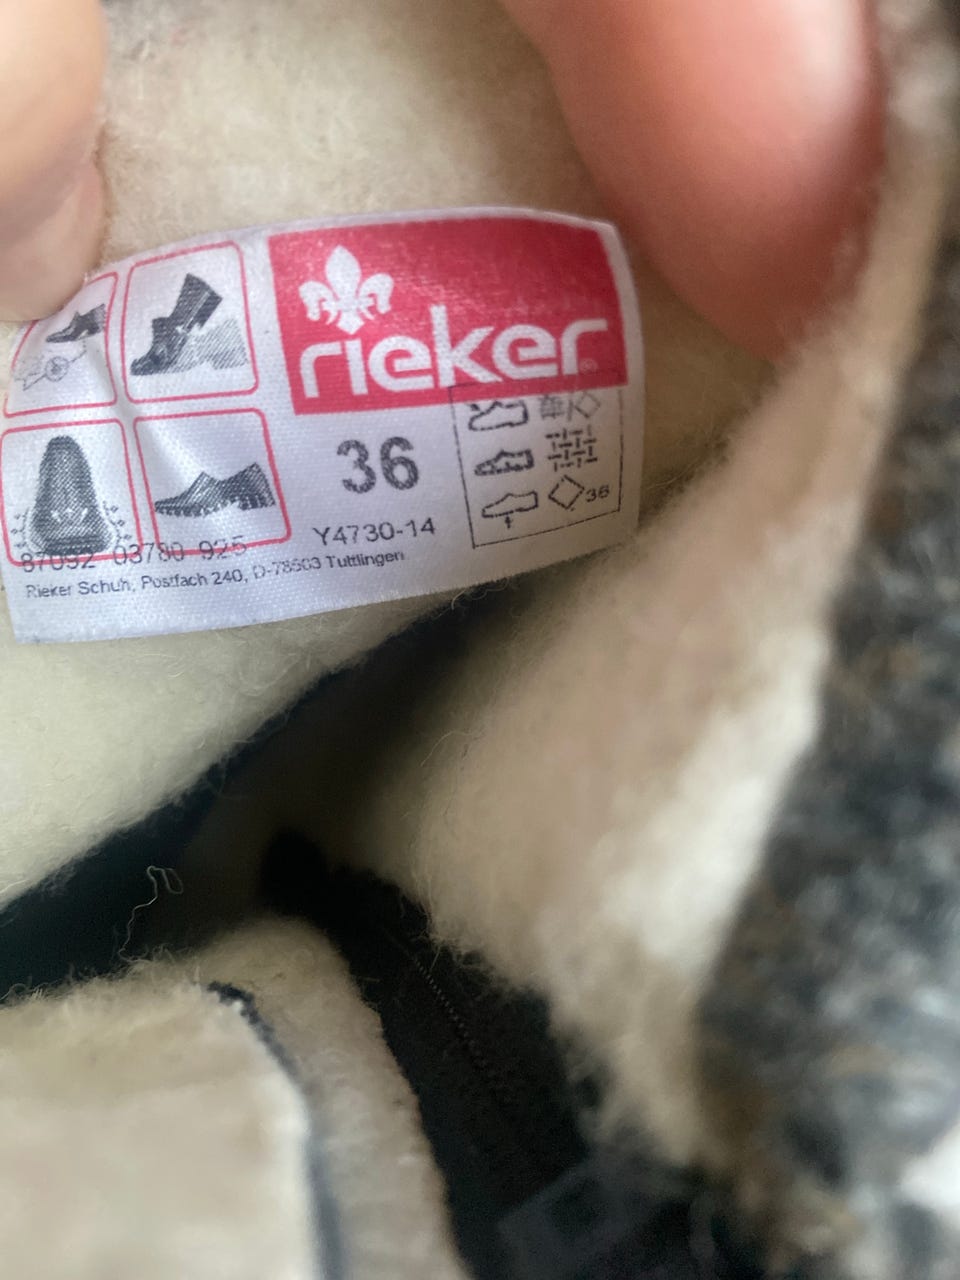 rieker
36
36
Y4730-14
87092 03780 925
Rieker Schuh, Postfach 240, D-78503 Tuttlingen